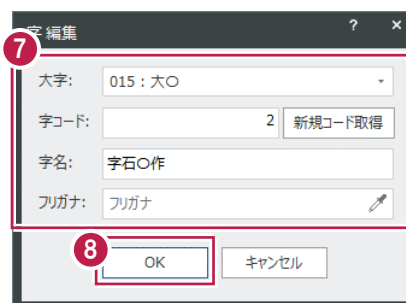 字 編集 ? ×
7
大字: 015：大〇
字コード: 2 新規コード取得
字名: 字石〇作
フリガナ: フリガナ
8
OK キャンセル